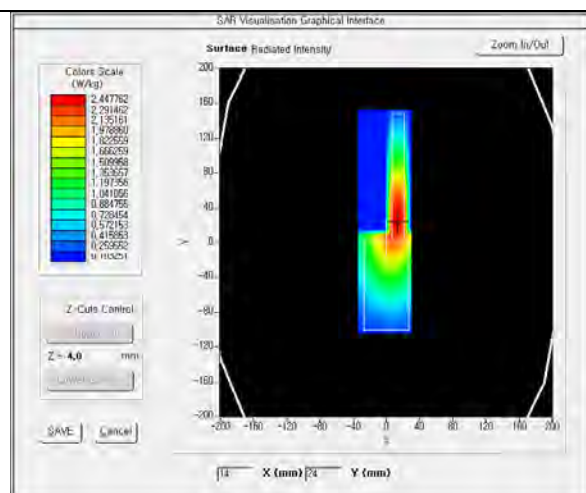 SAR Visualisation Graphical Interface
Surface Radiated Intensity
Zoom In/Out
Colors Scale
(W/kg)
2.447762
2.291462
2.135161
1.978860
1.822559
1.666259
1.509958
1.353657
1.197356
1.041056
0.884755
0.728454
0.572153
0.415853
0.259552
0.103251
Z-Cuts Control
Z = 4.0 mm
SAVE
Cancel
200
160
120
80
40
0
-40
-80
-120
-160
-200
Y
-200 -160 -120 -80 -40 0 40 80 120 160 200
X
14 X (mm) 24 Y (mm)